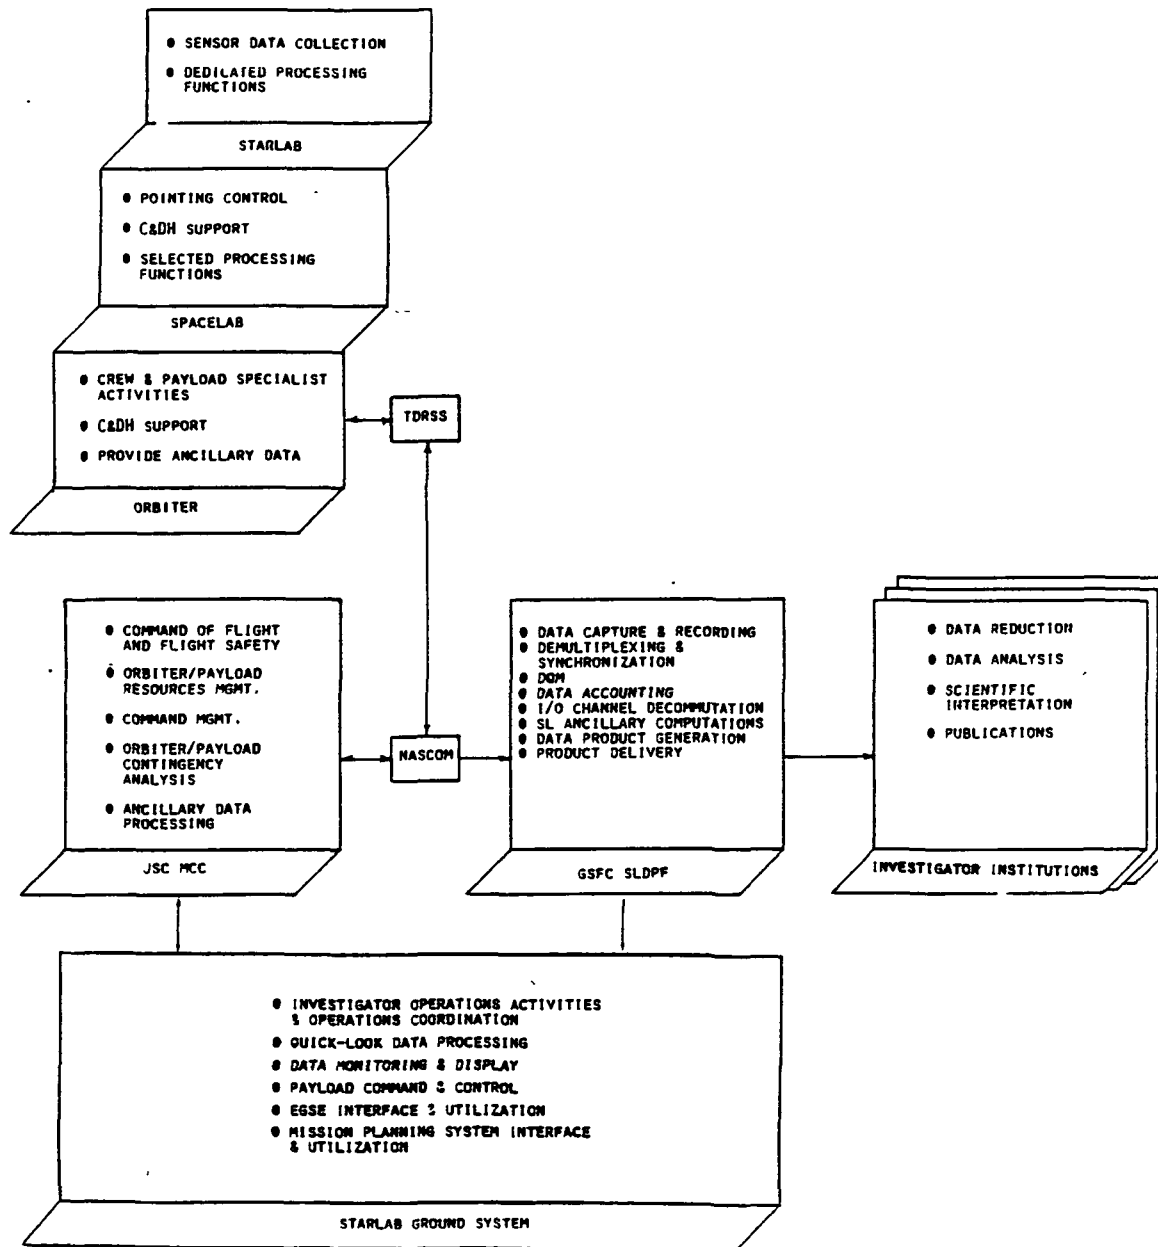 ● SENSOR DATA COLLECTION
● DEDILATED PROCESSING
FUNCTIONS
STARLAB
● POINTING CONTROL
● C&DH SUPPORT
● SELECTED PROCESSING
FUNCTIONS
SPACELAB
● CREW & PAYLOAD SPECIALIST
ACTIVITIES
● C&DH SUPPORT
● PROVIDE ANCILLARY DATA
ORBITER
TDRSS
● COMMAND OF FLIGHT
AND FLIGHT SAFETY
● ORBITER/PAYLOAD
RESOURCES MGMT.
● COMMAND MGMT.
● ORBITER/PAYLOAD
CONTINGENCY
ANALYSIS
● ANCILLARY DATA
PROCESSING
JSC MCC
NASCOM
● DATA CAPTURE & RECORDING
● DEMULTIPLEXING &
SYNCHRONIZATION
● DQM
● DATA ACCOUNTING
● I/O CHANNEL DECOMMUTATION
● SL ANCILLARY COMPUTATIONS
● DATA PRODUCT GENERATION
● PRODUCT DELIVERY
GSFC SLDPF
● DATA REDUCTION
● DATA ANALYSIS
● SCIENTIFIC
INTERPRETATION
● PUBLICATIONS
INVESTIGATOR INSTITUTIONS
● INVESTIGATOR OPERATIONS ACTIVITIES
& OPERATIONS COORDINATION
● QUICK-LOOK DATA PROCESSING
● DATA MONITORING & DISPLAY
● PAYLOAD COMMAND & CONTROL
● EGSE INTERFACE & UTILIZATION
● MISSION PLANNING SYSTEM INTERFACE
& UTILIZATION
STARLAB GROUND SYSTEM